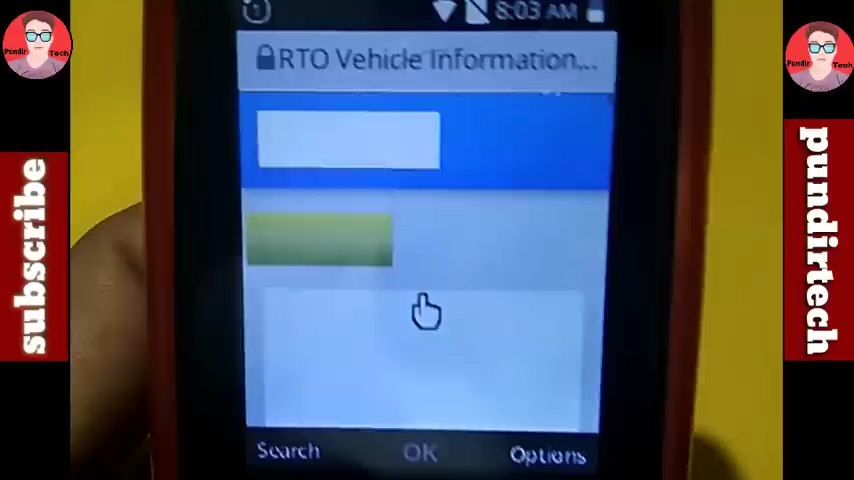 8:03 AM
RTO Vehicle Information...
Search OK Options
subscribe
pundirtech
Pundir Tech
Pundir Tech